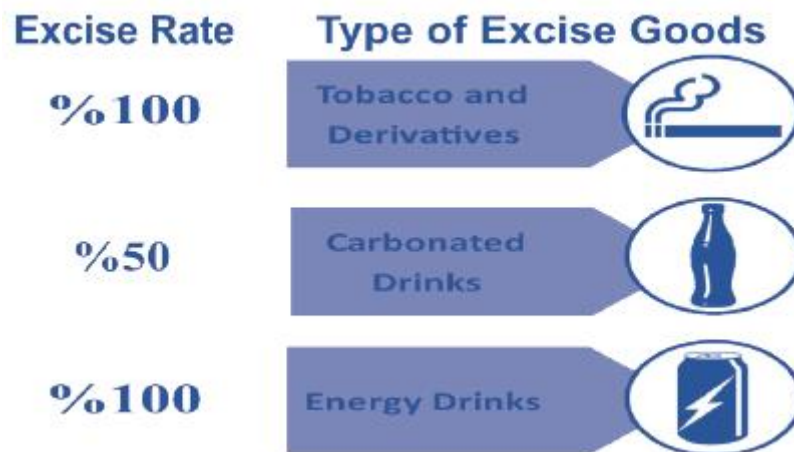 Excise Rate Type of Excise Goods
%100
Tobacco and
Derivatives
%50
Carbonated
Drinks
%100
Energy Drinks